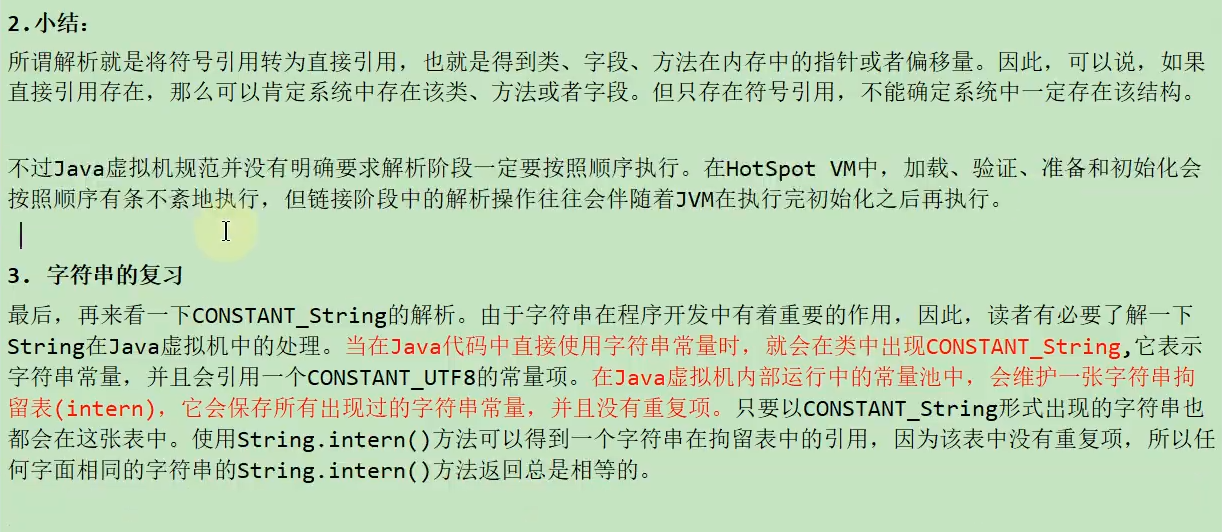 2.小结：
所谓解析就是将符号引用转为直接引用，也就是得到类、字段、方法在内存中的指针或者偏移量。因此，可以说，如果
直接引用存在，那么可以肯定系统中存在该类、方法或者字段。但只存在符号引用，不能确定系统中一定存在该结构。
不过Java虚拟机规范并没有明确要求解析阶段一定要按照顺序执行。在HotSpot VM中，加载、验证、准备和初始化会
按照顺序有条不紊地执行，但链接阶段中的解析操作往往会伴随着JVM在执行完初始化之后再执行。
3. 字符串的复习
最后，再来看一下CONSTANT_String的解析。由于字符串在程序开发中有着重要的作用，因此，读者有必要了解一下
String在Java虚拟机中的处理。当在Java代码中直接使用字符串常量时，就会在类中出现CONSTANT_String,它表示
字符串常量，并且会引用一个CONSTANT_UTF8的常量项。在Java虚拟机内部运行中的常量池中，会维护一张字符串拘
留表(intern)，它会保存所有出现过的字符串常量，并且没有重复项。只要以CONSTANT_String形式出现的字符串也
都会在这张表中。使用String.intern()方法可以得到一个字符串在拘留表中的引用，因为该表中没有重复项，所以任
何字面相同的字符串的String.intern()方法返回总是相等的。